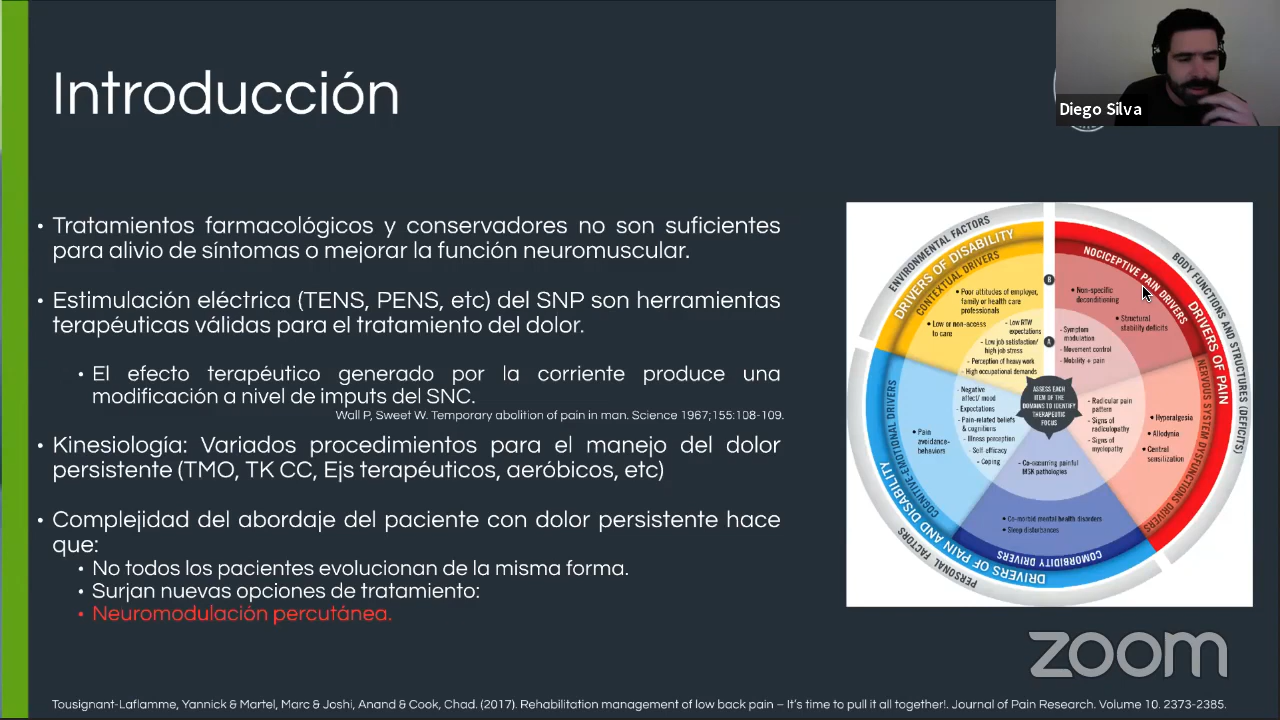 Introducción
Diego Silva
• Tratamientos farmacológicos y conservadores no son suficientes
para alivio de síntomas o mejorar la función neuromuscular.
• Estimulación eléctrica (TENS, PENS, etc) del SNP son herramientas
terapéuticas válidas para el tratamiento del dolor.
• El efecto terapéutico generado por la corriente produce una
modificación a nivel de imputs del SNC.
Wall P, Sweet W. Temporary abolition of pain in man. Science 1967;155:108-109.
• Kinesiología: Variados procedimientos para el manejo del dolor
persistente (TMO, TK CC, Ejs terapéuticos, aeróbicos, etc)
• Complejidad del abordaje del paciente con dolor persistente hace
que:
• No todos los pacientes evolucionan de la misma forma.
• Surjan nuevas opciones de tratamiento:
• Neuromodulación percutánea.
ENVIRONMENTAL FACTORS
DRIVERS OF DISABILITY
CONTEXTUAL DRIVERS
• Poor attitudes of employer,
family or health care
professionals
• Low or non-access
to care
- Low RTW
expectations
- Low job satisfaction/
high job stress
- Perception of heavy work
- High occupational demands
B
A
BODY FUNCTIONS AND STRUCTURES (DEFICITS)
DRIVERS OF PAIN
NOCICEPTIVE PAIN DRIVERS
• Non-specific
deconditioning
• Structural
stability deficits
- Symptom
modulation
- Movement control
- Mobility + pain
ASSESS EACH
ITEM OF THE
DOMAINS TO IDENTIFY
THERAPEUTIC
FOCUS
NERVOUS SYSTEM DYSFUNCTIONS DRIVERS
- Radicular pain
pattern
- Signs of
radiculopathy
- Signs of
myelopathy
• Hyperalgesia
• Allodynia
• Central
sensitization
COGNITIVE-EMOTIONAL DRIVERS
- Negative
affect/ mood
- Expectations
- Pain-related beliefs
& cognitions
- Illness perception
- Self efficacy
- Coping
• Pain
avoidance-
behaviors
- Co-occurring painful
MSK pathologies
• Co-morbid mental health disorders
• Sleep disturbances
COMORBIDITY DRIVERS
DRIVERS OF PAIN AND DISABILITY
PERSONAL FACTORS
zoom
Tousignant-Laflamme, Yannick & Martel, Marc & Joshi, Anand & Cook, Chad. (2017). Rehabilitation management of low back pain – It's time to pull it all together!. Journal of Pain Research. Volume 10. 2373-2385.